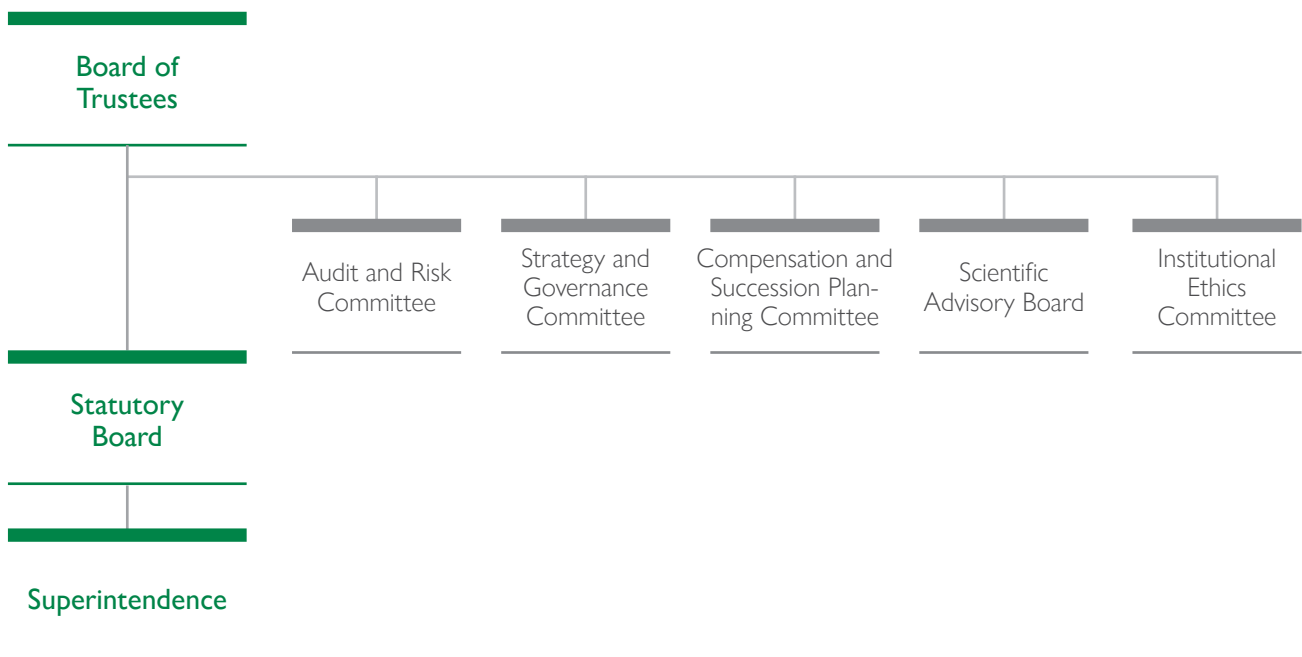 Board of
Trustees
Audit and Risk
Committee
Strategy and
Governance
Committee
Compensation and
Succession Plan-
ning Committee
Scientific
Advisory Board
Institutional
Ethics
Committee
Statutory
Board
Superintendence